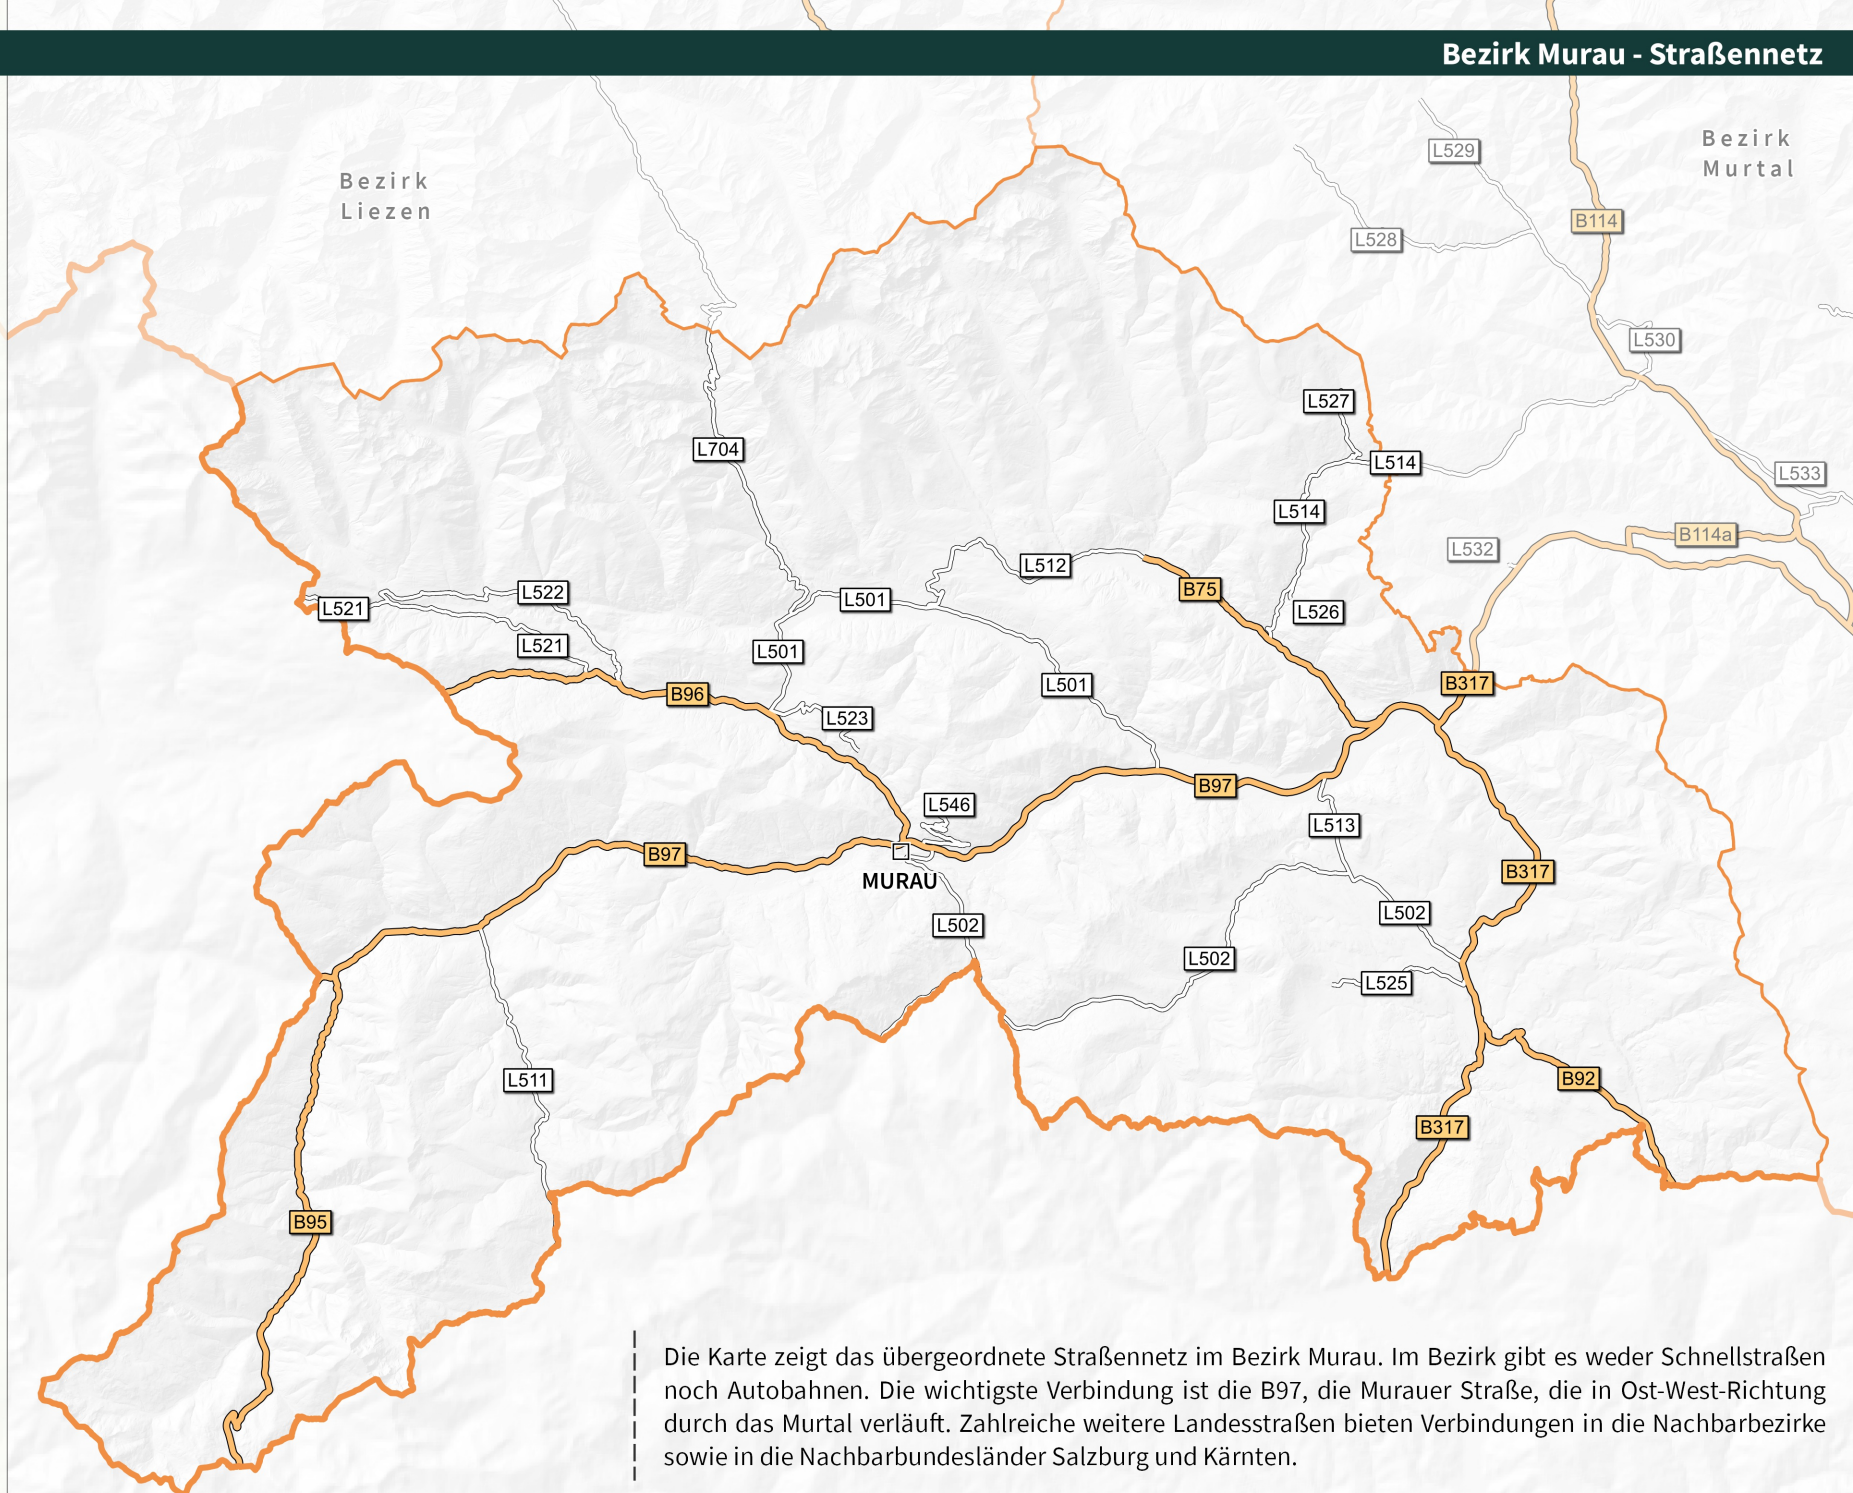 Bezirk Murau - Straßennetz
Bezirk
Liezen
Bezirk
Murtal
L529
B114
L528
L530
L527
L704
L514
L533
L514
B114a
L532
L512
B75
L522
L501
L521
L526
L521
L501
L501
B317
B96
L523
B97
L546
L513
B97
B317
MURAU
L502
L502
L502
L525
L511
B92
B317
B95
Die Karte zeigt das übergeordnete Straßennetz im Bezirk Murau. Im Bezirk gibt es weder Schnellstraßen
noch Autobahnen. Die wichtigste Verbindung ist die B97, die Murauer Straße, die in Ost-West-Richtung
durch das Murtal verläuft. Zahlreiche weitere Landesstraßen bieten Verbindungen in die Nachbarbezirke
sowie in die Nachbarbundesländer Salzburg und Kärnten.